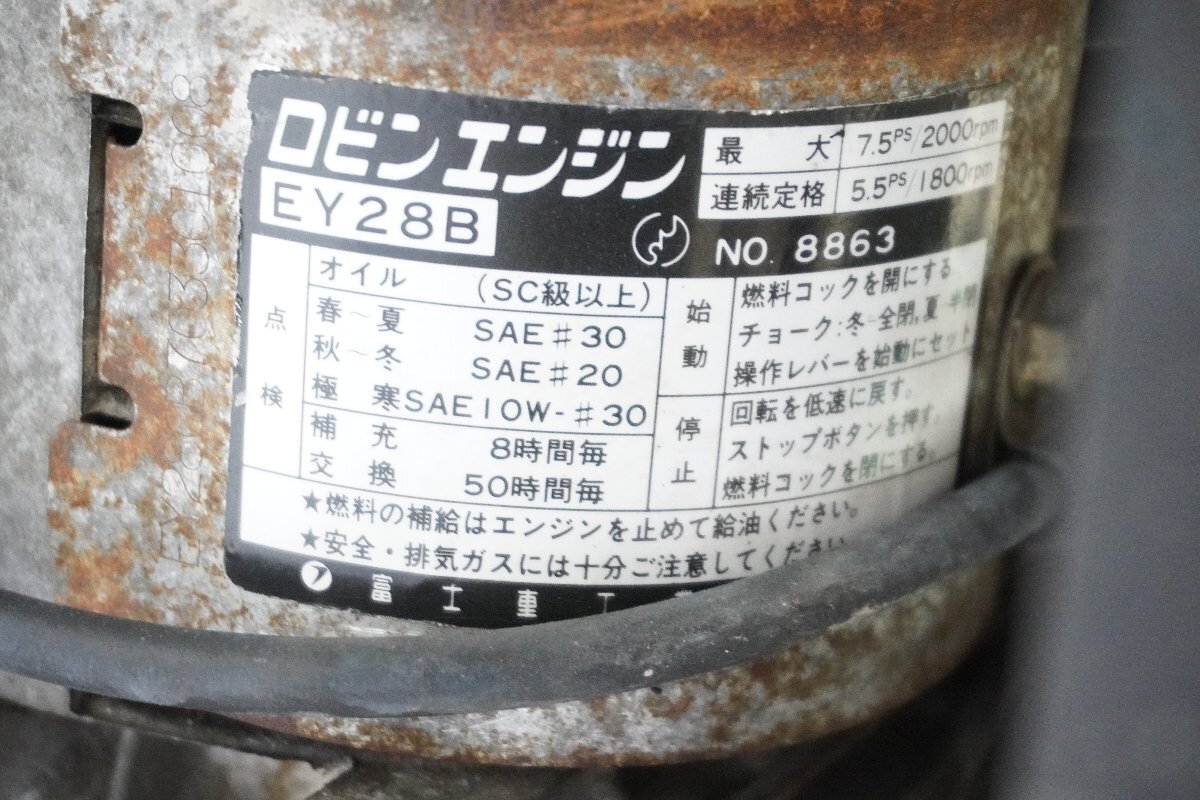 ロビンエンジン
EY28B
最大 7.5PS/2000rpm
連続定格 5.5PS/1800rpm
NO. 8863
点検
オイル (SC級以上)
春～夏 SAE#30
秋～冬 SAE#20
極寒 SAE10W-#30
補充 8時間毎
交換 50時間毎
始動
燃料コックを開にする
チョーク:冬-全閉,夏-半閉
操作レバーを始動にセット
停止
回転を低速に戻す。
ストップボタンを押す。
燃料コックを閉にする。
★燃料の補給はエンジンを止めて給油ください。
★安全・排気ガスには十分ご注意してください
富士重工